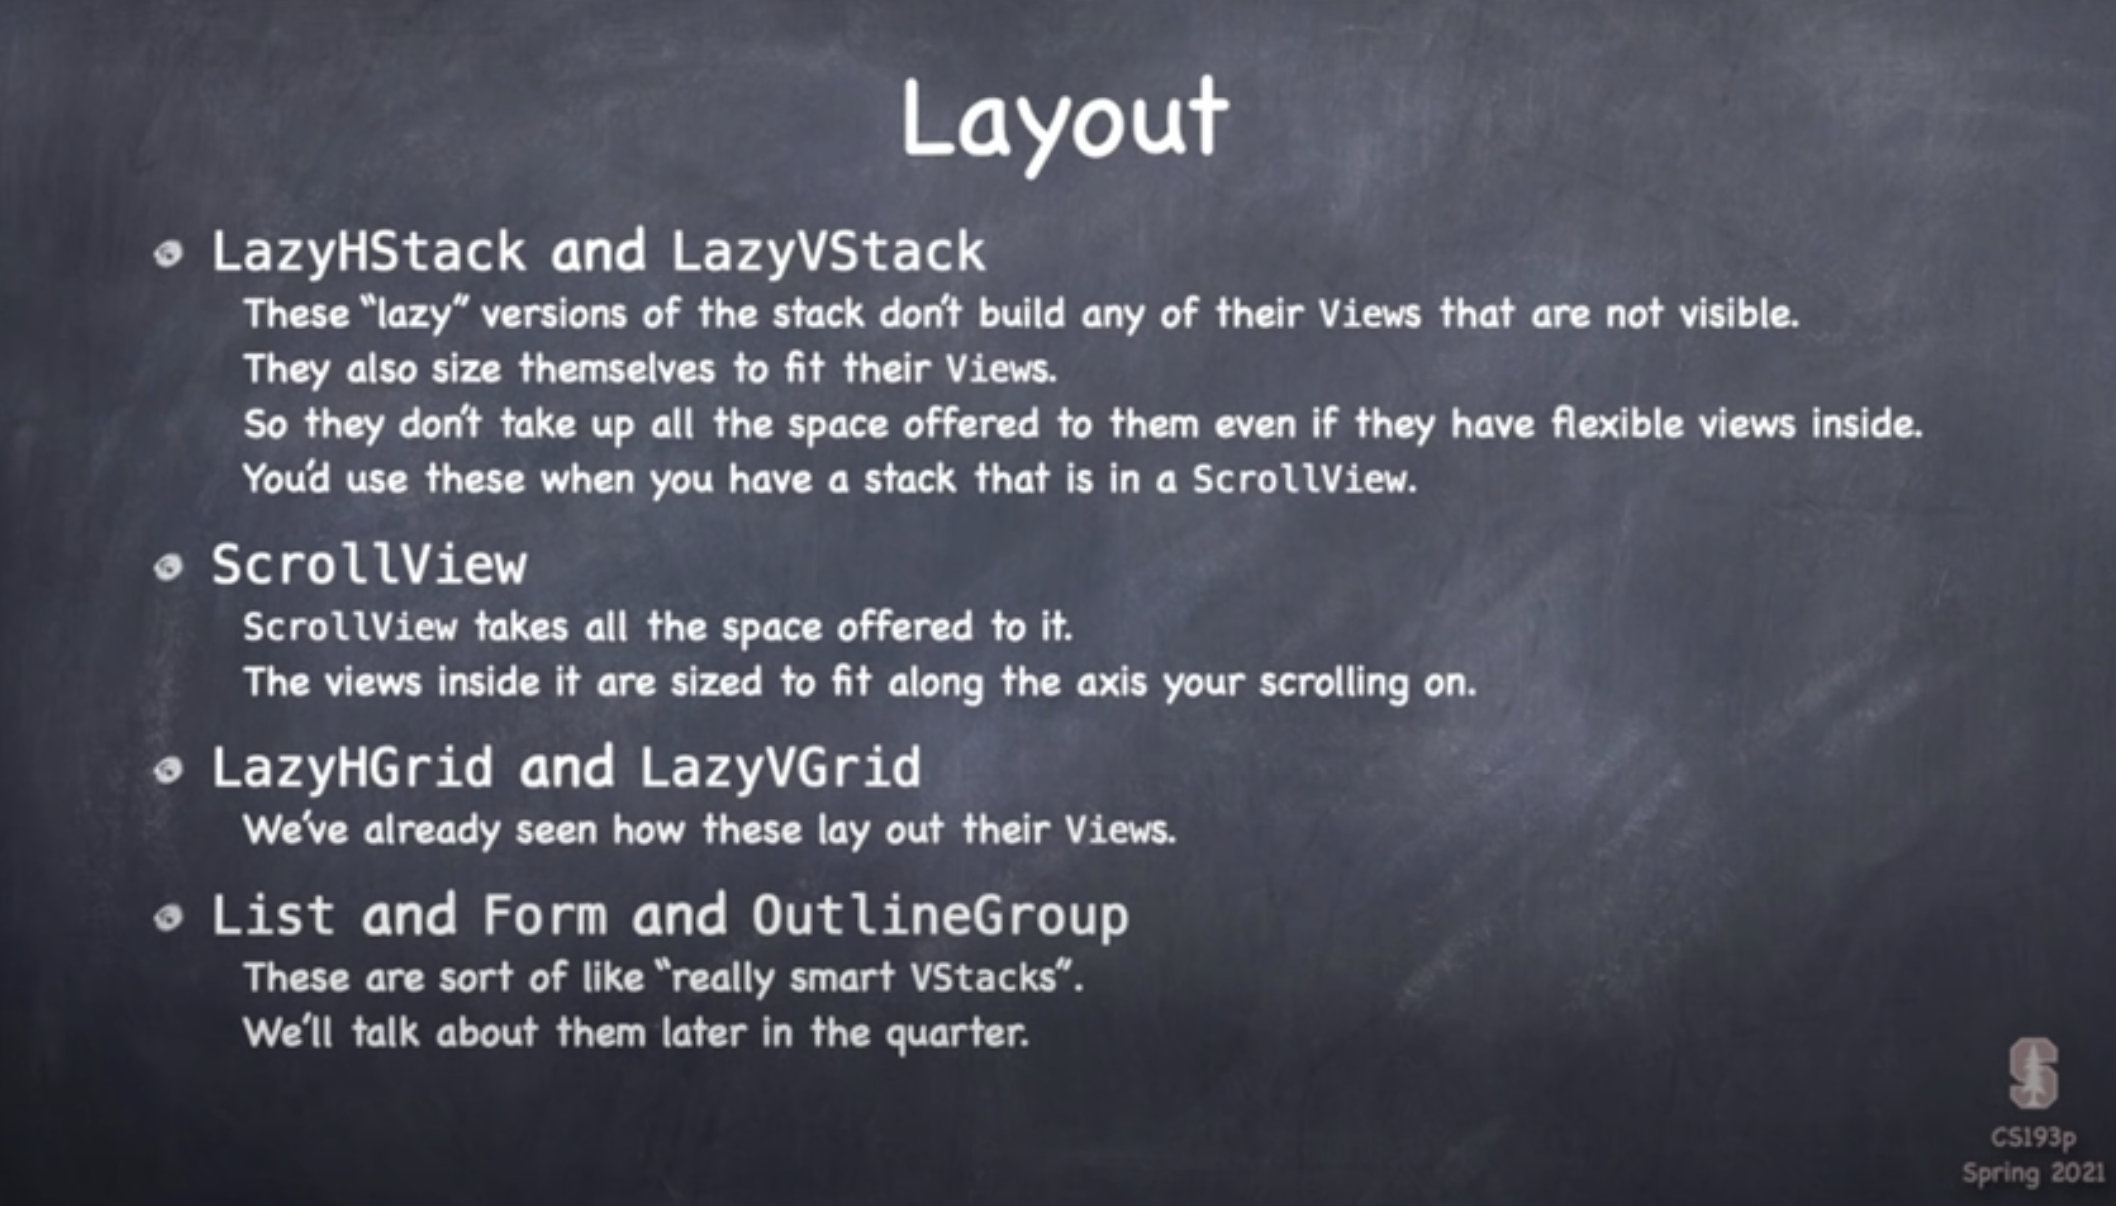 Layout
LazyHStack and LazyVStack
These “lazy” versions of the stack don’t build any of their Views that are not visible.
They also size themselves to fit their Views.
So they don’t take up all the space offered to them even if they have flexible views inside.
You’d use these when you have a stack that is in a ScrollView.
ScrollView
ScrollView takes all the space offered to it.
The views inside it are sized to fit along the axis your scrolling on.
LazyHGrid and LazyVGrid
We’ve already seen how these lay out their Views.
List and Form and OutlineGroup
These are sort of like “really smart VStacks”.
We’ll talk about them later in the quarter.
S
CS193p
Spring 2021